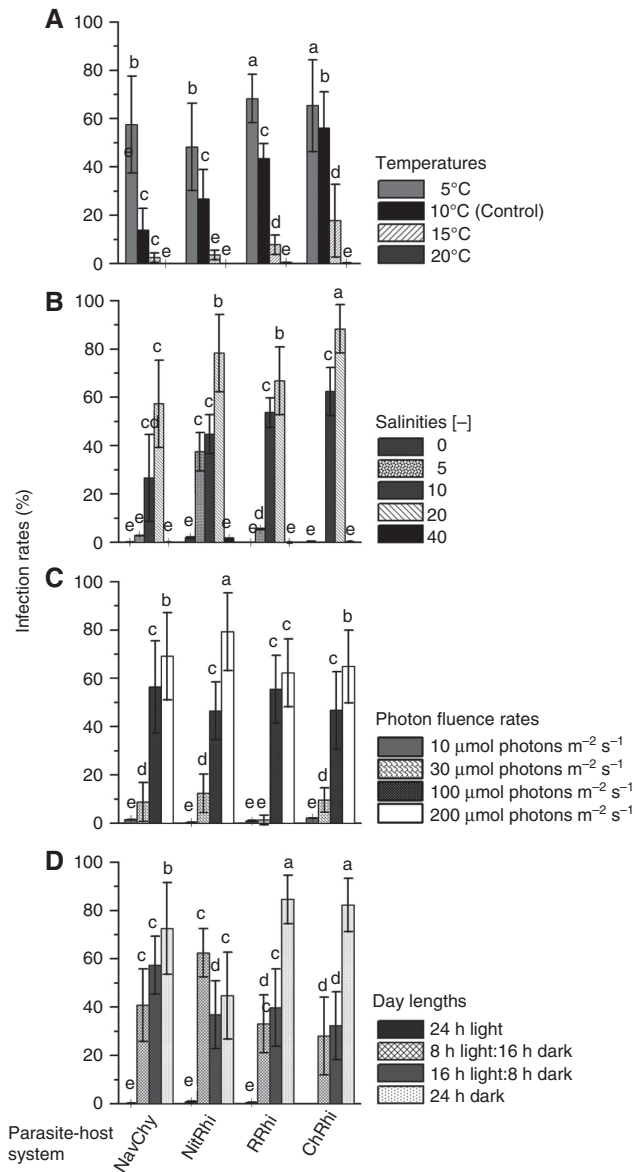 A
100
80
60
40
20
0
b
e
c
e
b
c
e
e
a
c
d
e
a
b
d
e
Temperatures
5°C
10°C (Control)
15°C
20°C
B
100
80
60
40
20
0
e
e
cd
c
e
e
c
c
b
e
e
d
c
b
e
e
c
a
e
Salinities [–]
0
5
10
20
40
Infection rates (%)
C
100
80
60
40
20
0
e
d
c
b
e
d
c
a
e
e
c
c
e
d
c
b
Photon fluence rates
10 μmol photons m⁻² s⁻¹
30 μmol photons m⁻² s⁻¹
100 μmol photons m⁻² s⁻¹
200 μmol photons m⁻² s⁻¹
D
100
80
60
40
20
0
e
c
c
b
e
c
d
c
e
d
c
c
a
d
d
a
Day lengths
24 h light
8 h light:16 h dark
16 h light:8 h dark
24 h dark
Parasite-host
system
NavChy
NitRhi
RRhi
ChRhi